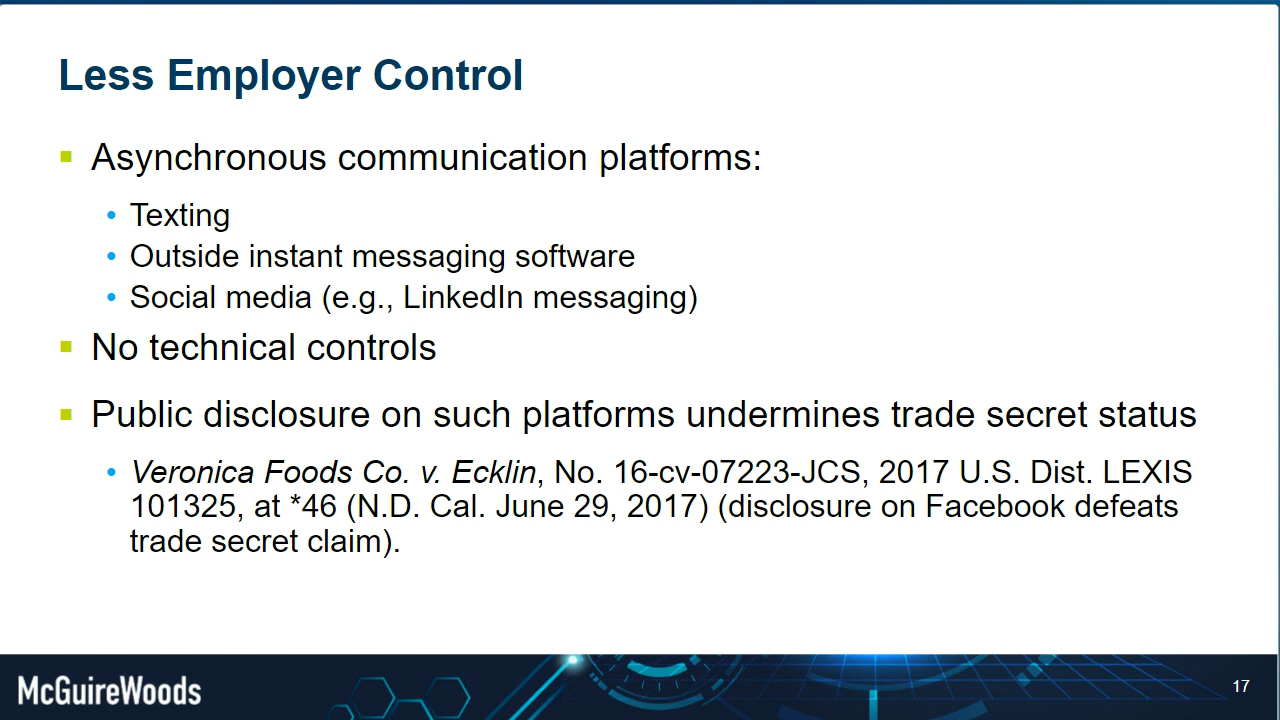 Less Employer Control
▪ Asynchronous communication platforms:
• Texting
• Outside instant messaging software
• Social media (e.g., LinkedIn messaging)
▪ No technical controls
▪ Public disclosure on such platforms undermines trade secret status
• Veronica Foods Co. v. Ecklin, No. 16-cv-07223-JCS, 2017 U.S. Dist. LEXIS
101325, at *46 (N.D. Cal. June 29, 2017) (disclosure on Facebook defeats
trade secret claim).
McGuireWoods
17